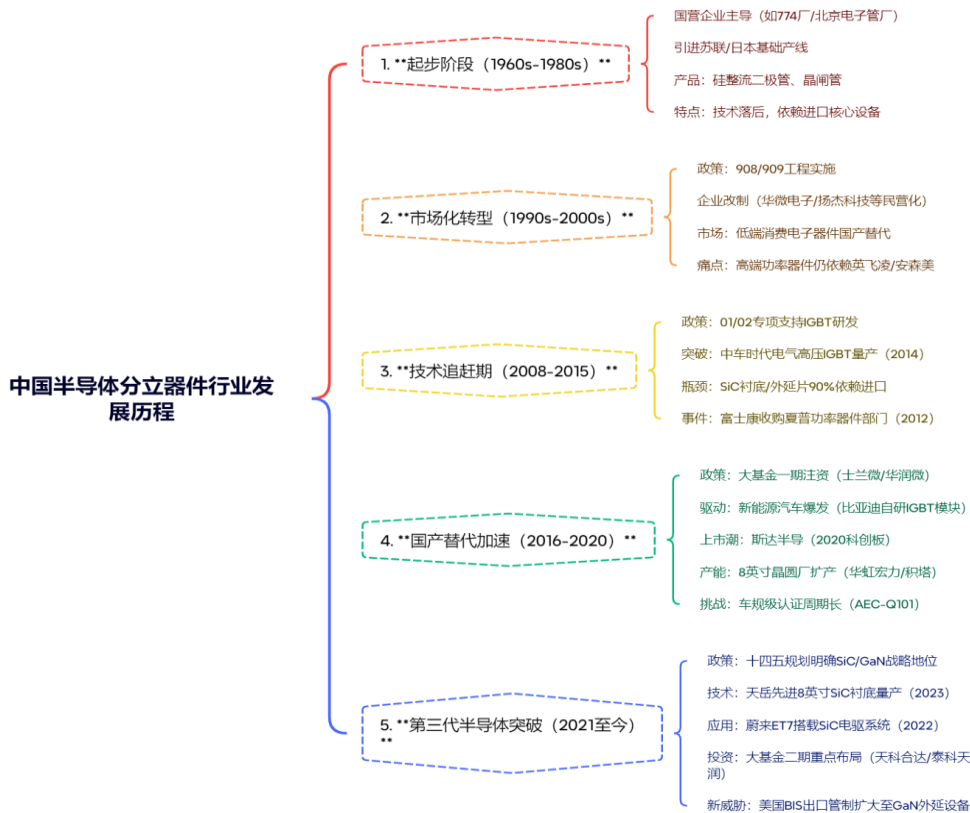 中国半导体分立器件行业发
展历程
1. **起步阶段（1960s-1980s）**
国营企业主导（如774厂/北京电子管厂）
引进苏联/日本基础产线
产品：硅整流二极管、晶闸管
特点：技术落后，依赖进口核心设备
2. **市场化转型（1990s-2000s）**
政策：908/909工程实施
企业改制（华微电子/扬杰科技等民营化）
市场：低端消费电子器件国产替代
痛点：高端功率器件仍依赖英飞凌/安森美
3. **技术追赶期（2008-2015）**
政策：01/02专项支持IGBT研发
突破：中车时代电气高压IGBT量产（2014）
瓶颈：SiC衬底/外延片90%依赖进口
事件：富士康收购夏普功率器件部门（2012）
4. **国产替代加速（2016-2020）**
政策：大基金一期注资（士兰微/华润微）
驱动：新能源汽车爆发（比亚迪自研IGBT模块）
上市潮：斯达半导（2020科创板）
产能：8英寸晶圆厂扩产（华虹宏力/积塔）
挑战：车规级认证周期长（AEC-Q101）
5. **第三代半导体突破（2021至今）
**
政策：十四五规划明确SiC/GaN战略地位
技术：天岳先进8英寸SiC衬底量产（2023）
应用：蔚来ET7搭载SiC电驱系统（2022）
投资：大基金二期重点布局（天科合达/泰科天
润）
新威胁：美国BIS出口管制扩大至GaN外延设备